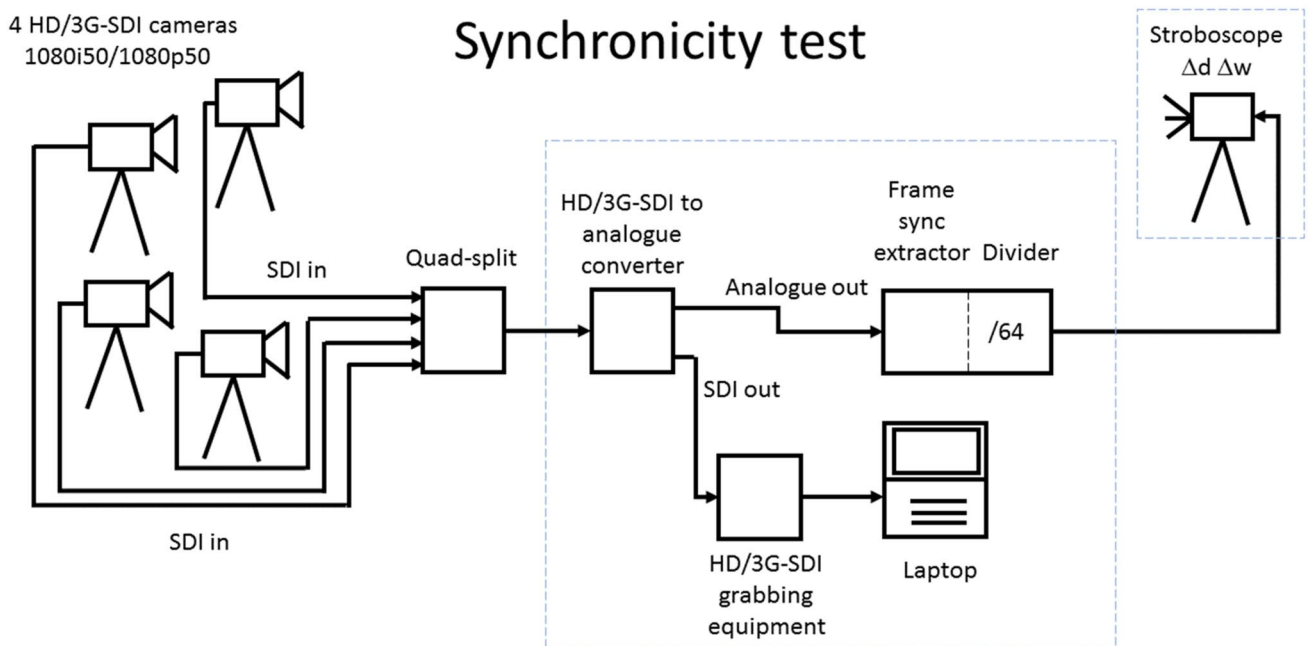 Synchronicity test
4 HD/3G-SDI cameras
1080i50/1080p50
SDI in
SDI in
Quad-split
HD/3G-SDI to
analogue
converter
Analogue out
SDI out
Frame
sync
extractor
Divider
/64
HD/3G-SDI
grabbing
equipment
Laptop
Stroboscope
Δd Δw